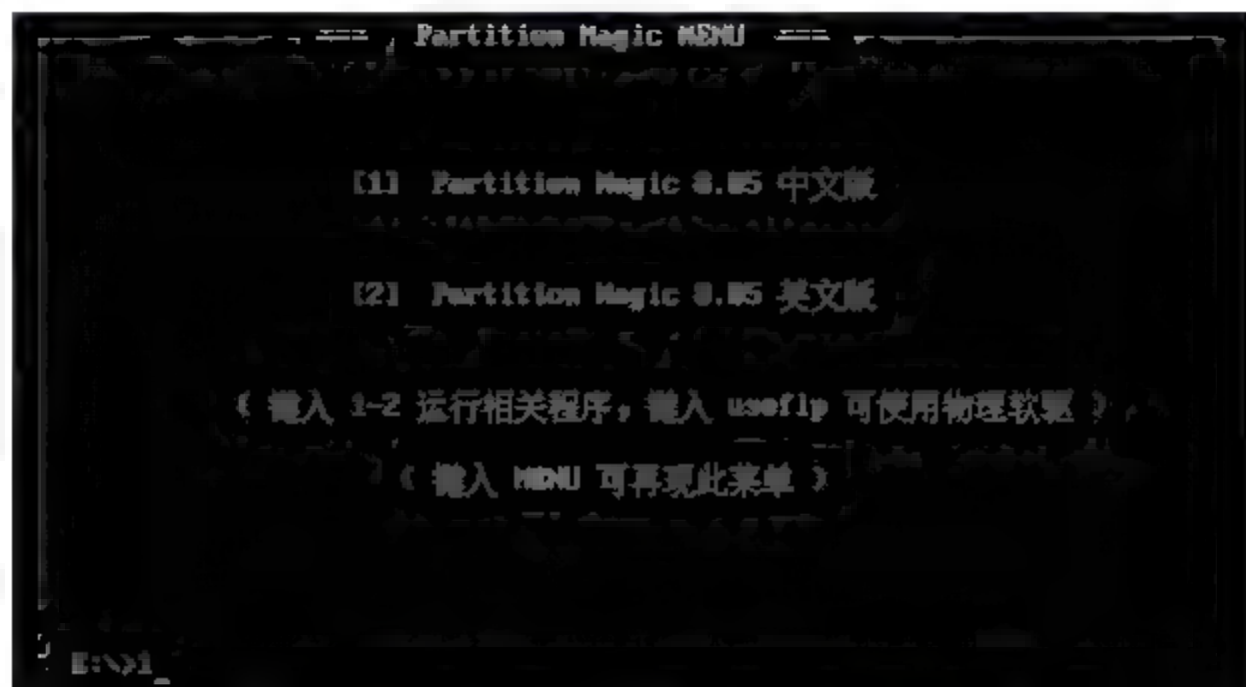 === Partition Magic MENU ===
[1] Partition Magic 8.05 中文版
[2] Partition Magic 8.05 英文版
( 键入 1-2 运行相关程序, 键入 useflp 可使用物理软驱 )
( 键入 MENU 可再现此菜单 )
:\>1_